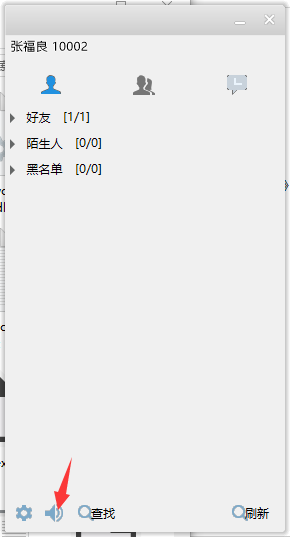 张福良 10002
好友 [1/1]
陌生人 [0/0]
黑名单 [0/0]
查找 刷新